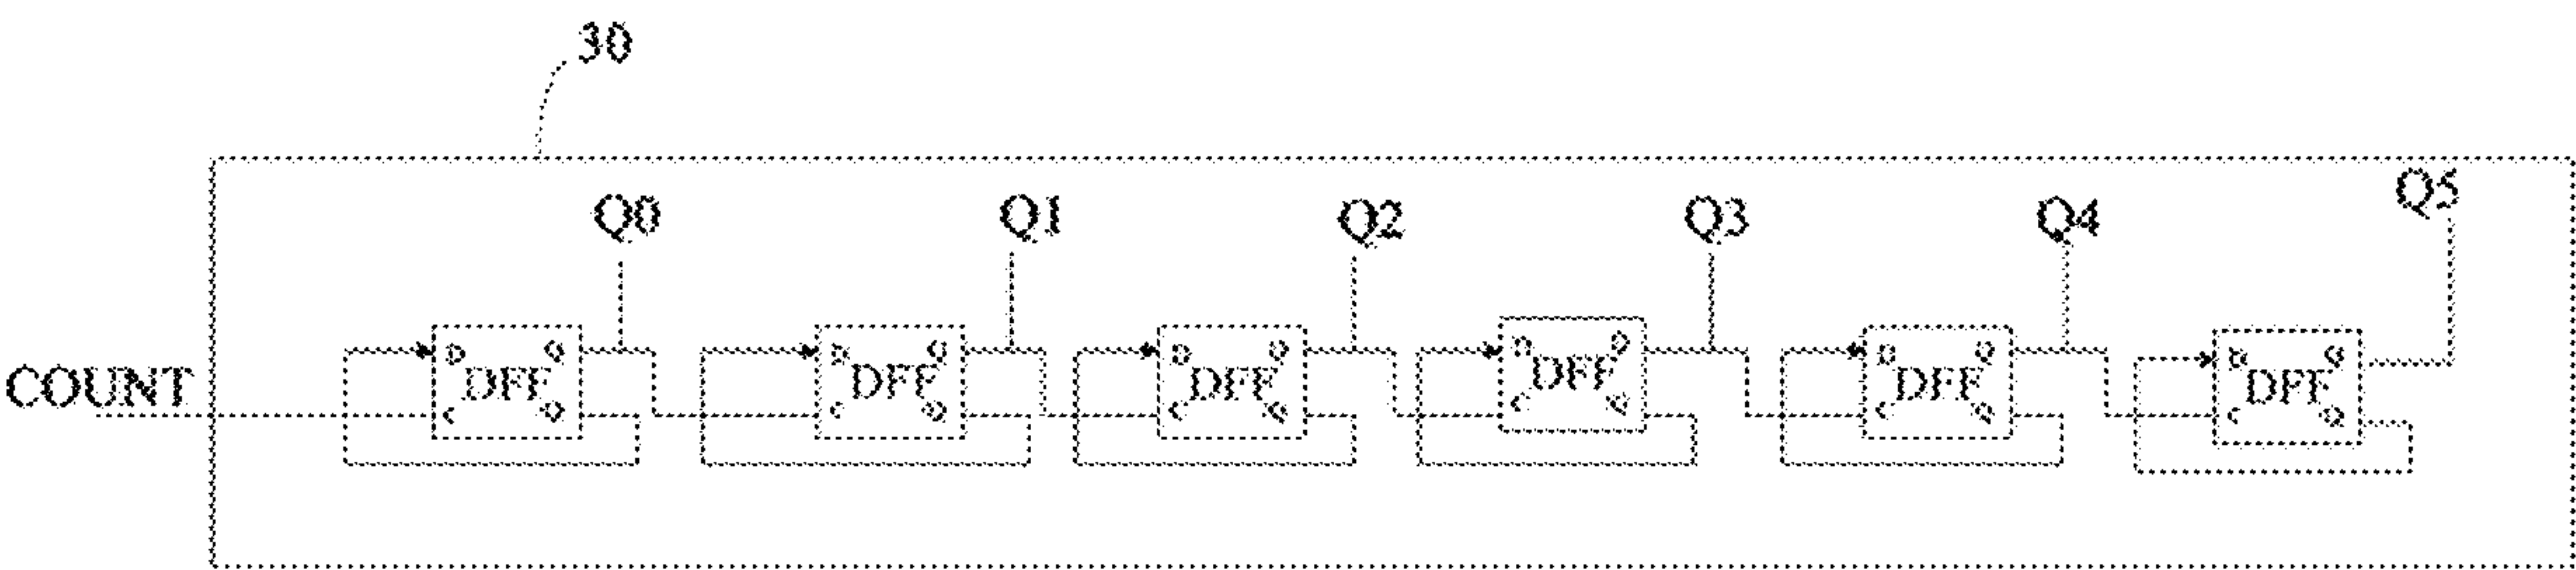 30
Q0 Q1 Q2 Q3 Q4 Q5
D Q D Q D Q D Q D Q D Q
COUNT DFF DFF DFF DFF DFF DFF
C Q C Q C Q C Q C Q C Q